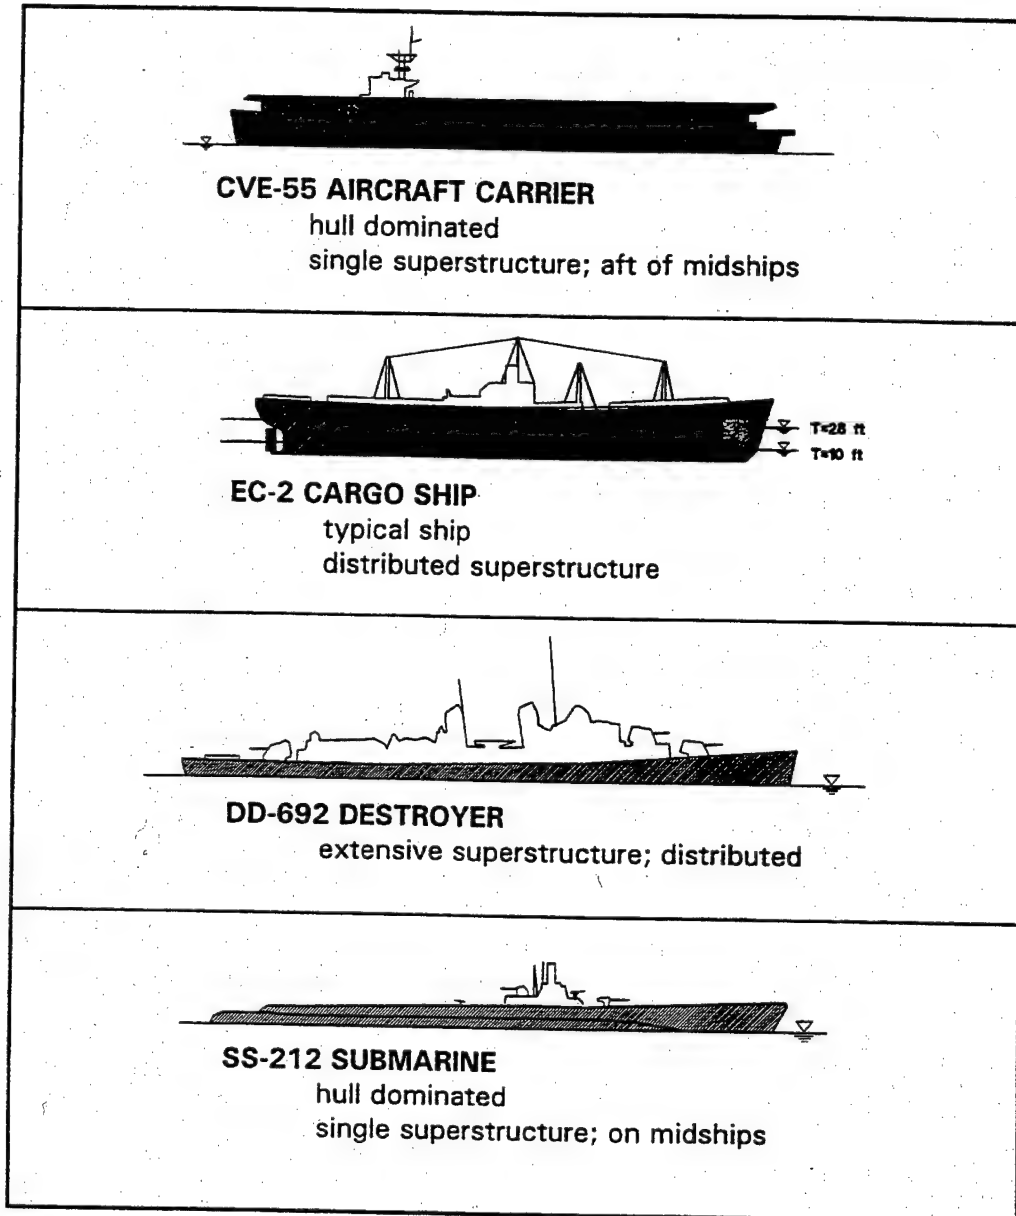 CVE-55 AIRCRAFT CARRIER
hull dominated
single superstructure; aft of midships
T=28 ft
T=10 ft
EC-2 CARGO SHIP
typical ship
distributed superstructure
DD-692 DESTROYER
extensive superstructure; distributed
SS-212 SUBMARINE
hull dominated
single superstructure; on midships